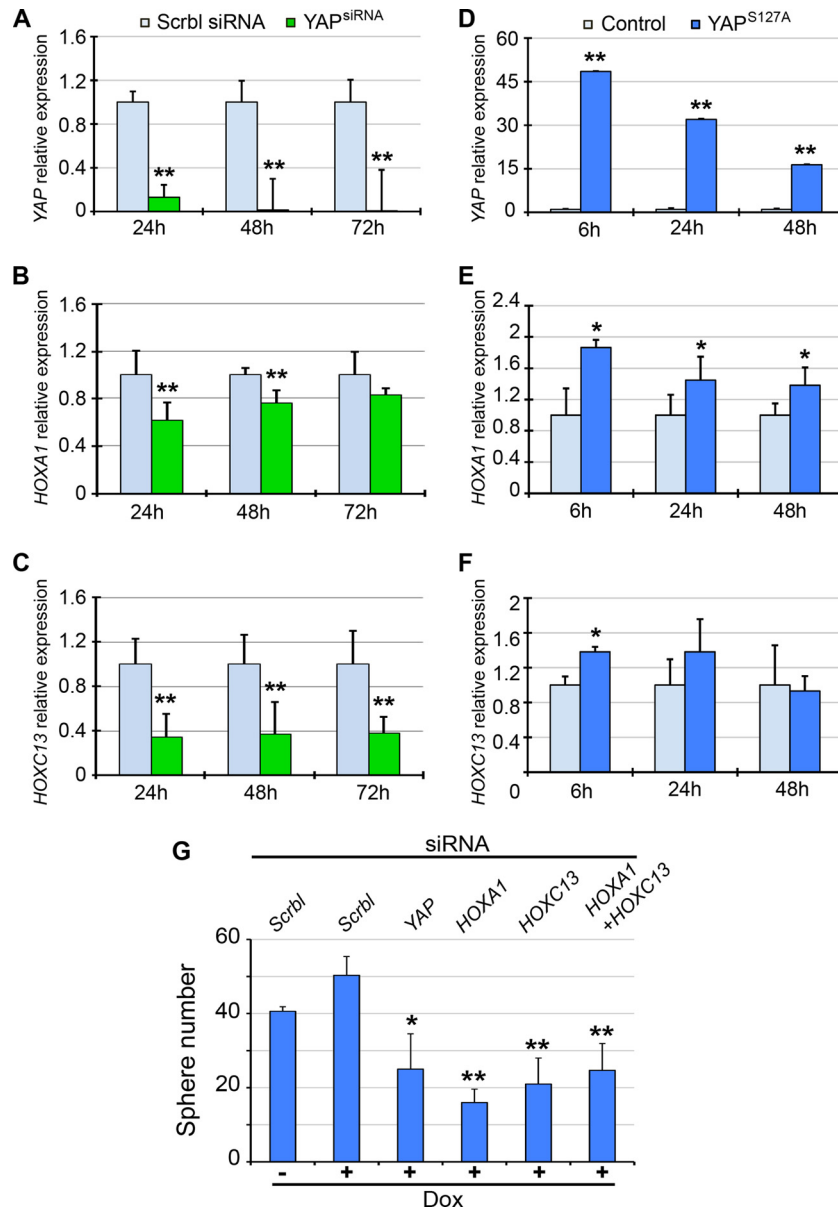 A
Scrbl siRNA
YAPsiRNA
YAP relative expression
1.6
1.2
0.8
0.4
0
**
**
**
24h
48h
72h
B
HOXA1 relative expression
1.6
1.2
0.8
0.4
0
**
**
24h
48h
72h
C
HOXC13 relative expression
1.6
1.2
0.8
0.4
0
**
**
**
24h
48h
72h
D
Control
YAPS127A
YAP relative expression
60
45
30
15
0
**
**
**
6h
24h
48h
E
HOXA1 relative expression
2.4
2
1.6
1.2
0.8
0.4
0
*
*
*
6h
24h
48h
F
HOXC13 relative expression
2
1.6
1.2
0.8
0.4
0
*
6h
24h
48h
G
siRNA
Scrbl
Scrbl
YAP
HOXA1
HOXC13
HOXA1
+HOXC13
Sphere number
60
40
20
0
*
**
**
**
- + + + + +
Dox